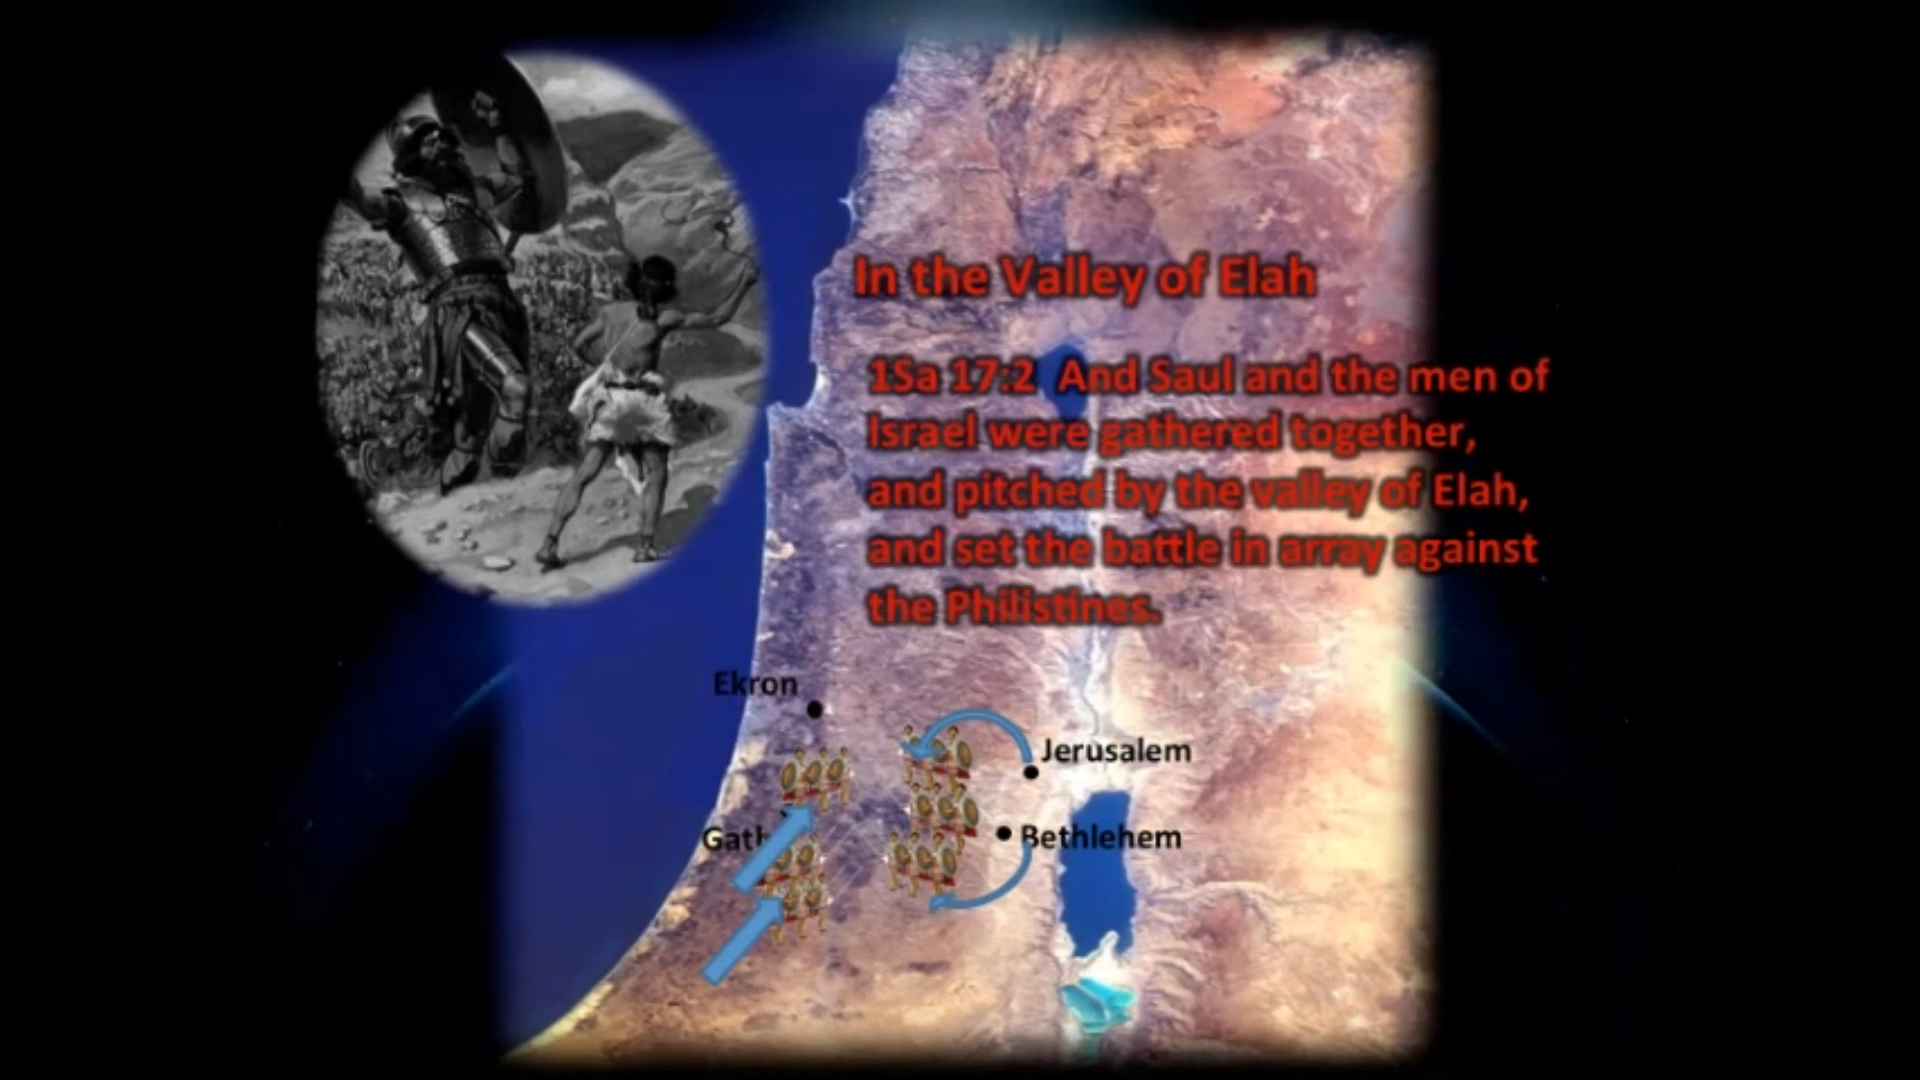 In the Valley of Elah
1Sa 17:2 And Saul and the men of
Israel were gathered together,
and pitched by the valley of Elah,
and set the battle in array against
the Philistines.
Ekron
Jerusalem
Gath
Bethlehem